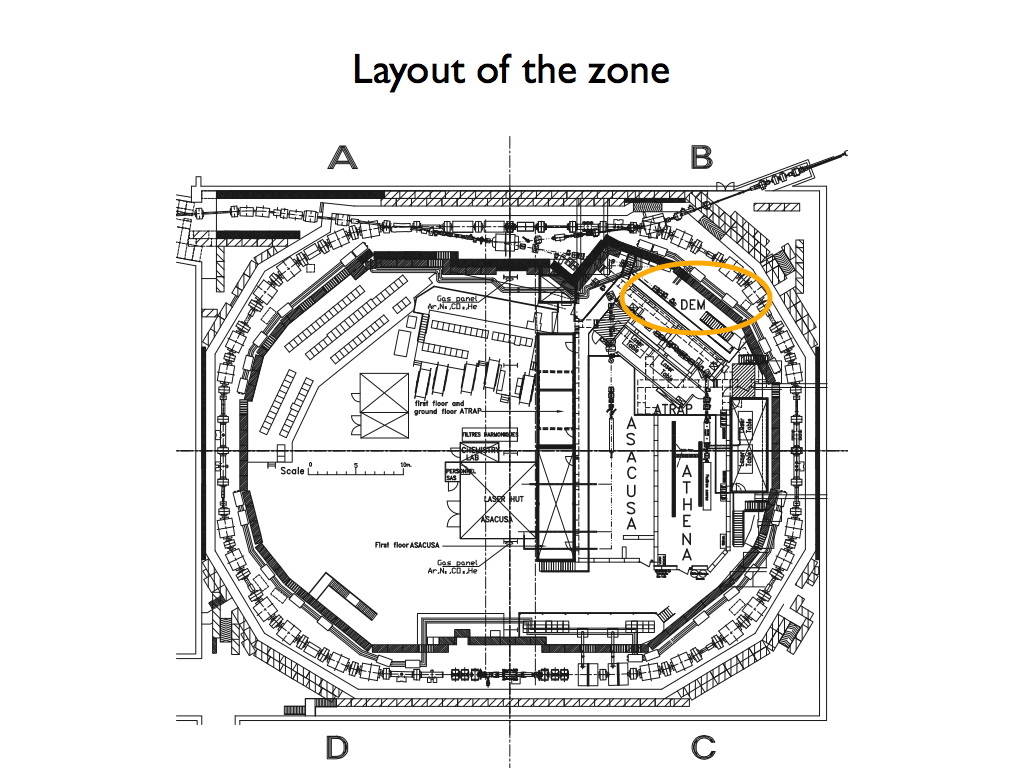 Layout of the zone
A
B
Gas panel
Ar,N₂,CO₂,He
DEM
first floor and
ground floor ATRAP
ATRAP
FILTRES HARMONIQUES
CHEMISTRY
LAB
PERSONNEL
SAS
Scale 0 5 10m.
LASER HUT
ASACUSA
ASACUSA
ATHENA
First floor ASACUSA
Gas panel
Ar,N₂,CO₂,He
D
C